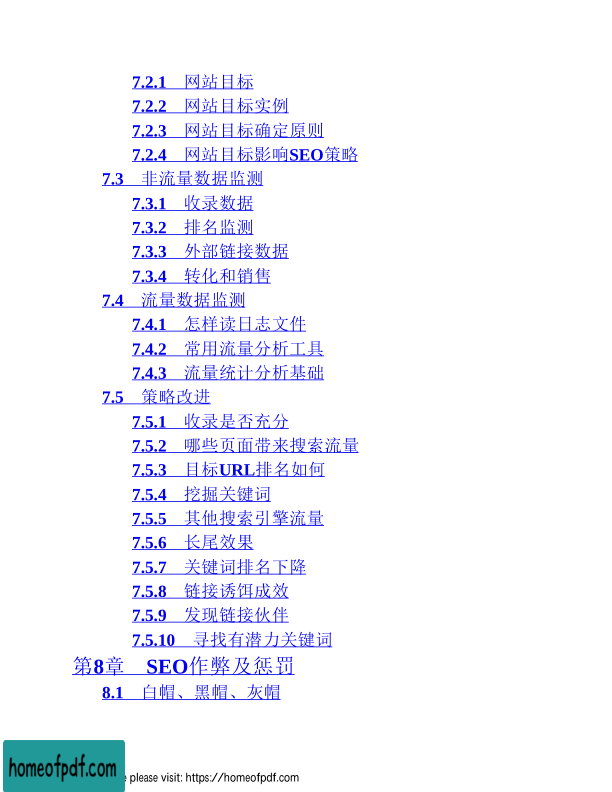 7.2.1 网站目标
7.2.2 网站目标实例
7.2.3 网站目标确定原则
7.2.4 网站目标影响SEO策略
7.3 非流量数据监测
7.3.1 收录数据
7.3.2 排名监测
7.3.3 外部链接数据
7.3.4 转化和销售
7.4 流量数据监测
7.4.1 怎样读日志文件
7.4.2 常用流量分析工具
7.4.3 流量统计分析基础
7.5 策略改进
7.5.1 收录是否充分
7.5.2 哪些页面带来搜索流量
7.5.3 目标URL排名如何
7.5.4 挖掘关键词
7.5.5 其他搜索引擎流量
7.5.6 长尾效果
7.5.7 关键词排名下降
7.5.8 链接诱饵成效
7.5.9 发现链接伙伴
7.5.10 寻找有潜力关键词
第8章 SEO作弊及惩罚
8.1 白帽、黑帽、灰帽
homeofpdf.com
please visit: https://homeofpdf.com